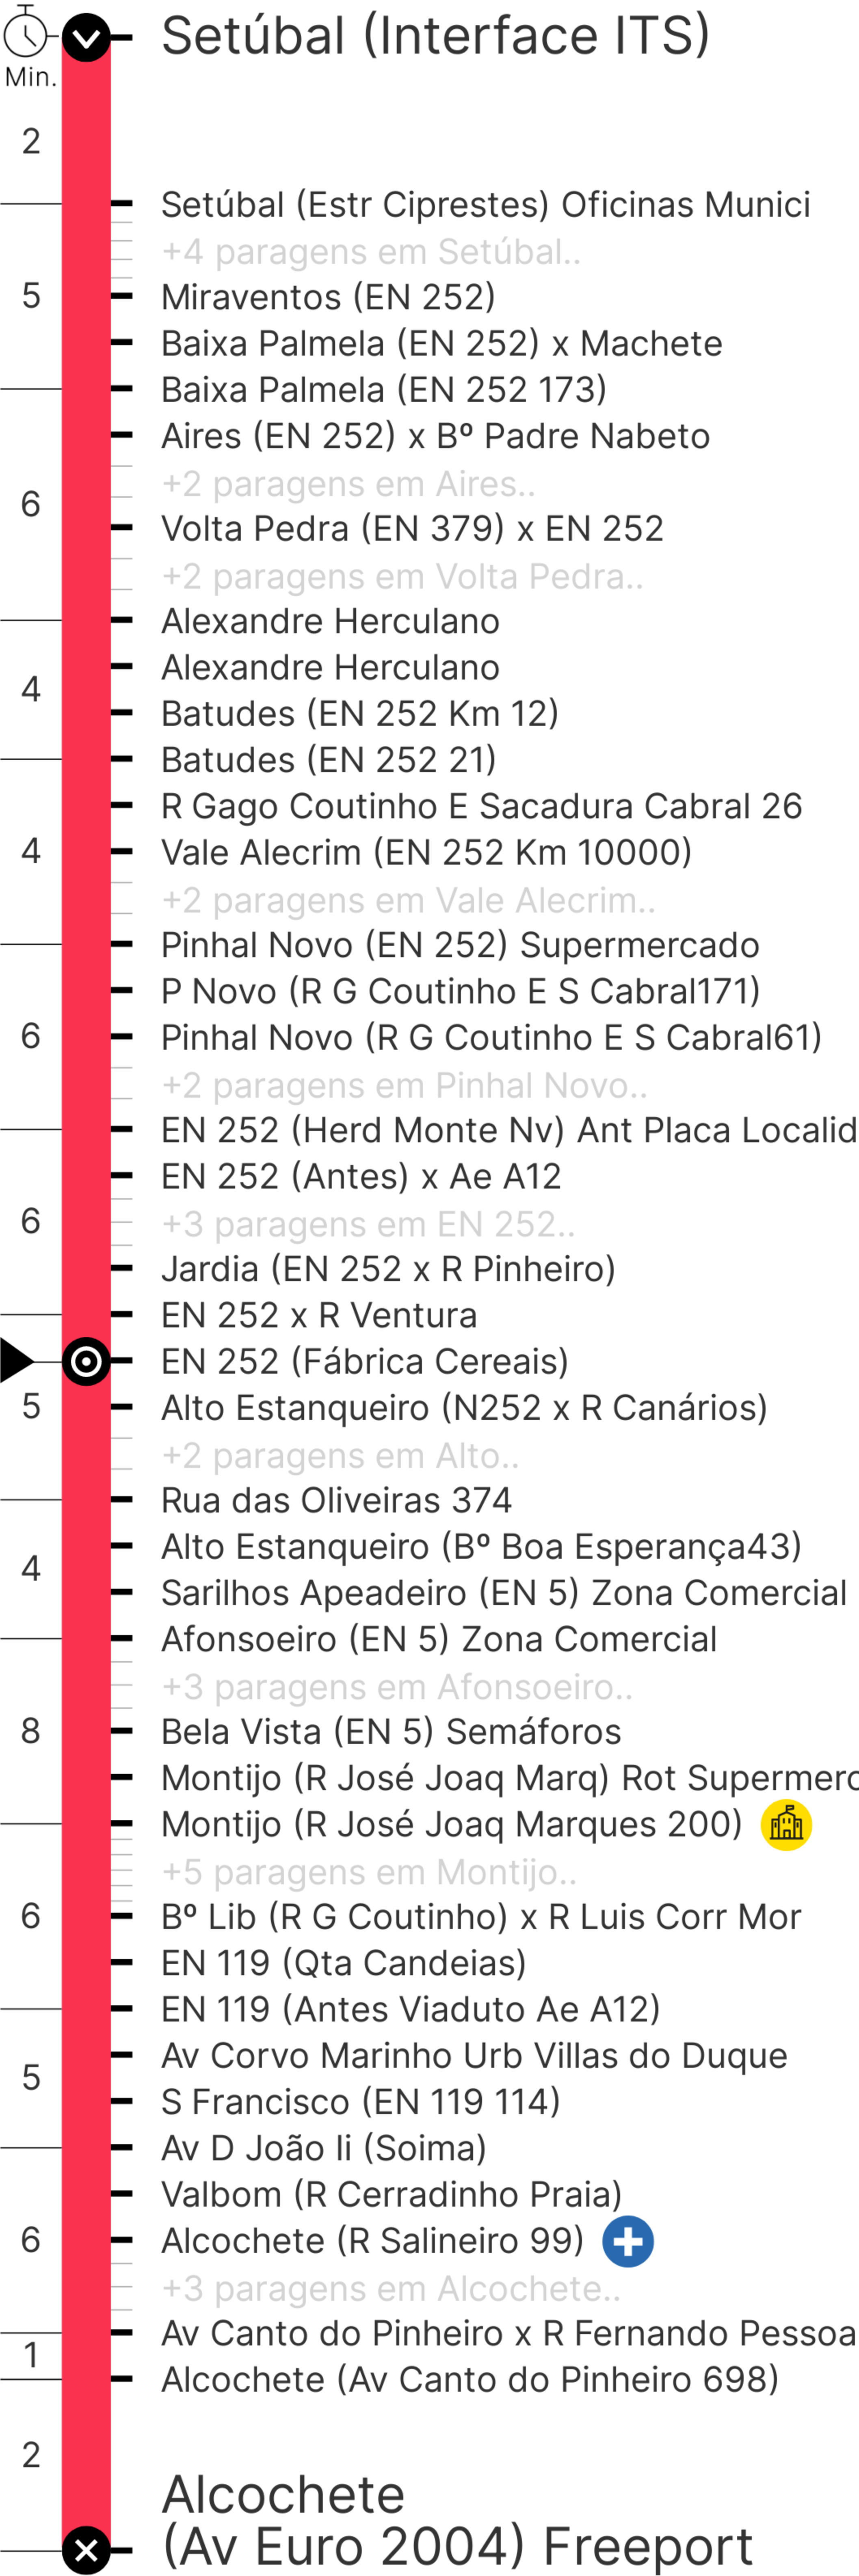 Setúbal (Interface ITS)
Min.
2
Setúbal (Estr Ciprestes) Oficinas Munici
+4 paragens em Setúbal..
5
Miraventos (EN 252)
Baixa Palmela (EN 252) x Machete
Baixa Palmela (EN 252 173)
Aires (EN 252) x Bº Padre Nabeto
+2 paragens em Aires..
6
Volta Pedra (EN 379) x EN 252
+2 paragens em Volta Pedra..
Alexandre Herculano
Alexandre Herculano
4
Batudes (EN 252 Km 12)
Batudes (EN 252 21)
R Gago Coutinho E Sacadura Cabral 26
4
Vale Alecrim (EN 252 Km 10000)
+2 paragens em Vale Alecrim..
Pinhal Novo (EN 252) Supermercado
P Novo (R G Coutinho E S Cabral171)
6
Pinhal Novo (R G Coutinho E S Cabral61)
+2 paragens em Pinhal Novo..
EN 252 (Herd Monte Nv) Ant Placa Localid
EN 252 (Antes) x Ae A12
6
+3 paragens em EN 252..
Jardia (EN 252 x R Pinheiro)
EN 252 x R Ventura
EN 252 (Fábrica Cereais)
5
Alto Estanqueiro (N252 x R Canários)
+2 paragens em Alto..
Rua das Oliveiras 374
Alto Estanqueiro (Bº Boa Esperança43)
4
Sarilhos Apeadeiro (EN 5) Zona Comercial
Afonsoeiro (EN 5) Zona Comercial
+3 paragens em Afonsoeiro..
8
Bela Vista (EN 5) Semáforos
Montijo (R José Joaq Marq) Rot Supermerc
Montijo (R José Joaq Marques 200)
+5 paragens em Montijo..
6
Bº Lib (R G Coutinho) x R Luis Corr Mor
EN 119 (Qta Candeias)
EN 119 (Antes Viaduto Ae A12)
Av Corvo Marinho Urb Villas do Duque
5
S Francisco (EN 119 114)
Av D João Ii (Soima)
Valbom (R Cerradinho Praia)
6
Alcochete (R Salineiro 99)
+3 paragens em Alcochete..
Av Canto do Pinheiro x R Fernando Pessoa
1
Alcochete (Av Canto do Pinheiro 698)
2
Alcochete
(Av Euro 2004) Freeport